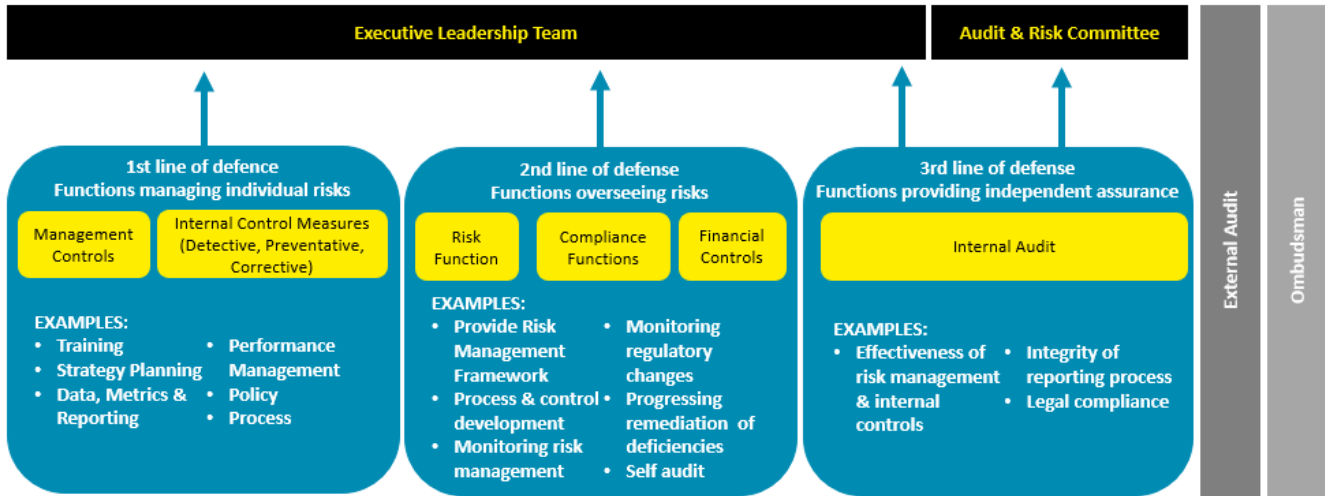 Executive Leadership Team
Audit & Risk Committee
1st line of defence
Functions managing individual risks
Management
Controls
Internal Control Measures
(Detective, Preventative,
Corrective)
EXAMPLES:
• Training
• Strategy Planning
• Data, Metrics &
Reporting
• Performance
Management
• Policy
• Process
2nd line of defense
Functions overseeing risks
Risk
Function
Compliance
Functions
Financial
Controls
EXAMPLES:
• Provide Risk
Management
Framework
• Process & control
development
• Monitoring risk
management
• Monitoring
regulatory
changes
• Progressing
remediation of
deficiencies
• Self audit
3rd line of defense
Functions providing independent assurance
Internal Audit
EXAMPLES:
• Effectiveness of
risk management
& internal
controls
• Integrity of
reporting process
• Legal compliance
External Audit
Ombudsman